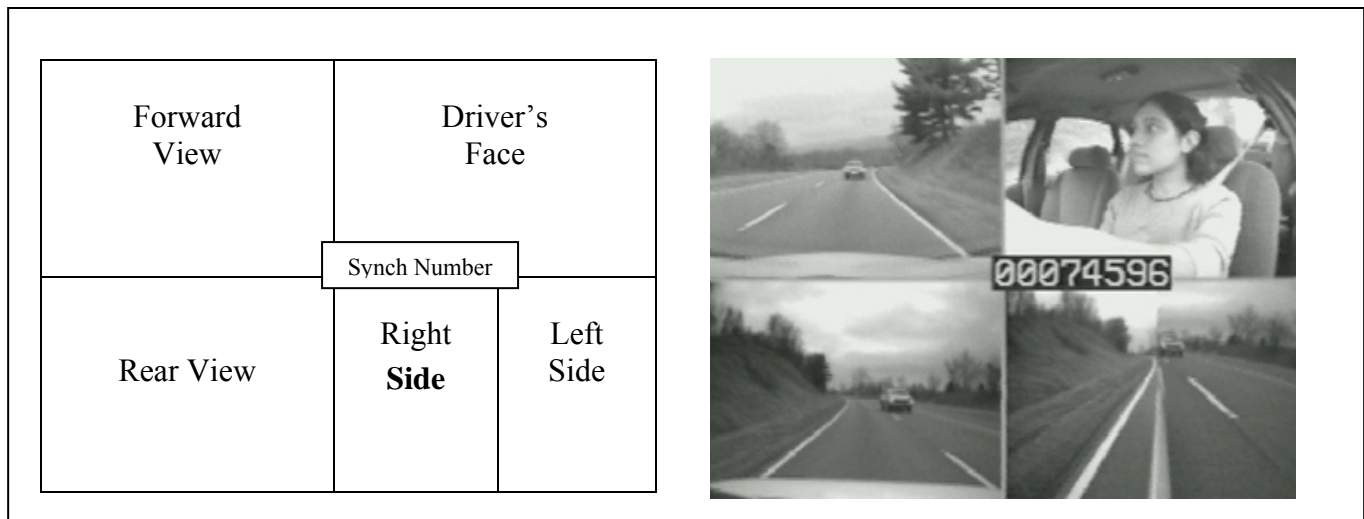 Forward
View
Driver’s
Face
Synch Number
Rear View
Right
Side
Left
Side
00074596